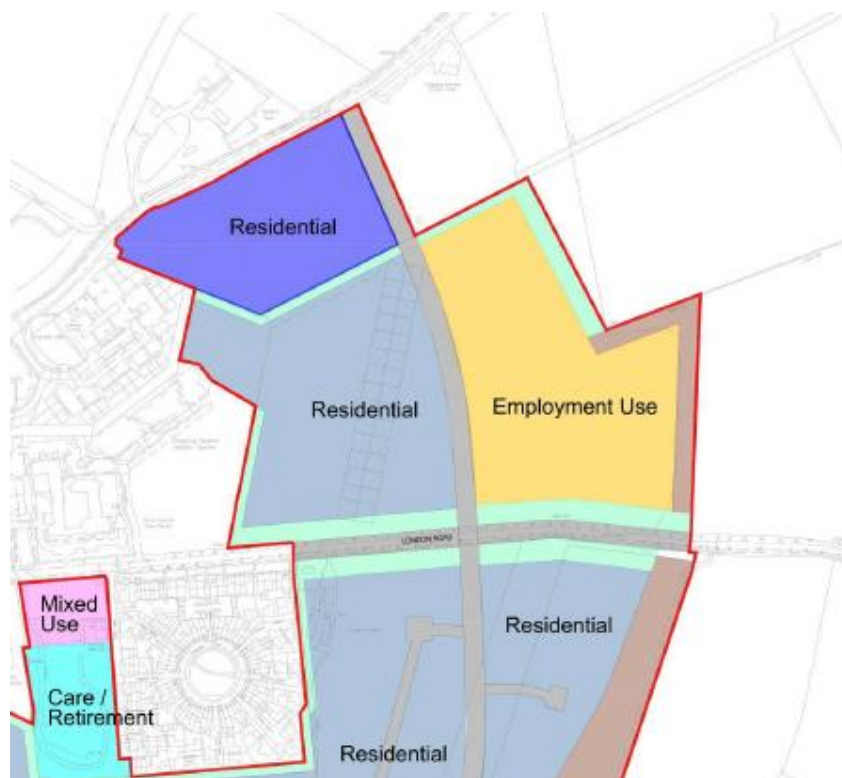 Residential
Residential
Employment Use
LONDON ROAD
Mixed
Use
Residential
Care /
Retirement
Residential